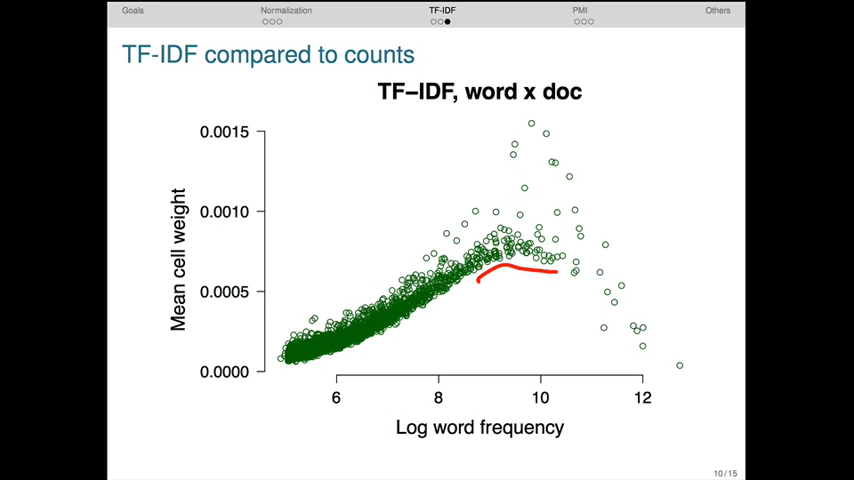 Goals Normalization TF-IDF PMI Others
TF-IDF compared to counts
TF−IDF, word x doc
0.0015
0.0010
0.0005
0.0000
Mean cell weight
6 8 10 12
Log word frequency
10 / 15